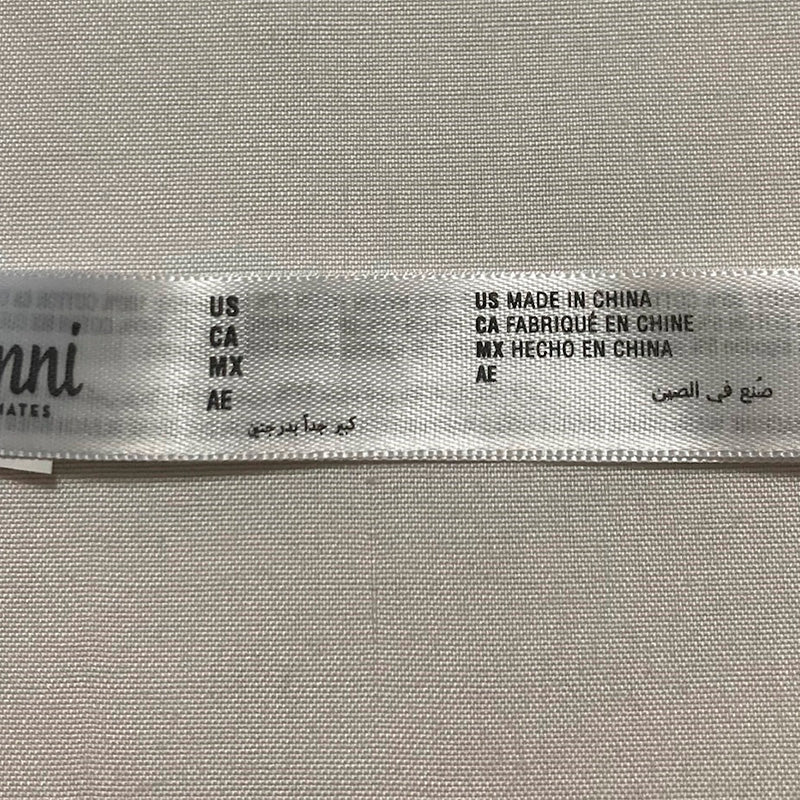 nni
MATES
US
CA
MX
AE
كبير جداً بدرجتين
US MADE IN CHINA
CA FABRIQUÉ EN CHINE
MX HECHO EN CHINA
AE
صُنع في الصين